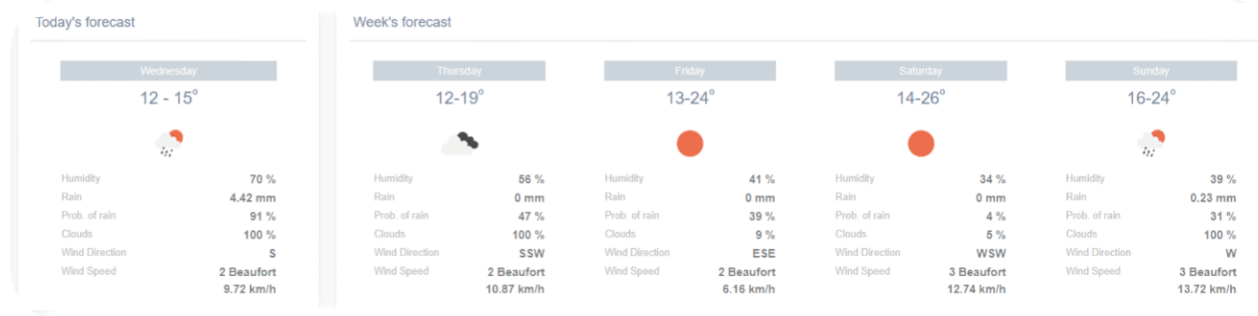 Today's forecast
Wednesday
12 - 15°
Humidity 70 %
Rain 4.42 mm
Prob. of rain 91 %
Clouds 100 %
Wind Direction S
Wind Speed 2 Beaufort
9.72 km/h
Week's forecast
Thursday
12-19°
Humidity 56 %
Rain 0 mm
Prob. of rain 47 %
Clouds 100 %
Wind Direction SSW
Wind Speed 2 Beaufort
10.87 km/h
Friday
13-24°
Humidity 41 %
Rain 0 mm
Prob. of rain 39 %
Clouds 9 %
Wind Direction ESE
Wind Speed 2 Beaufort
6.16 km/h
Saturday
14-26°
Humidity 34 %
Rain 0 mm
Prob. of rain 4 %
Clouds 5 %
Wind Direction WSW
Wind Speed 3 Beaufort
12.74 km/h
Sunday
16-24°
Humidity 39 %
Rain 0.23 mm
Prob. of rain 31 %
Clouds 100 %
Wind Direction W
Wind Speed 3 Beaufort
13.72 km/h